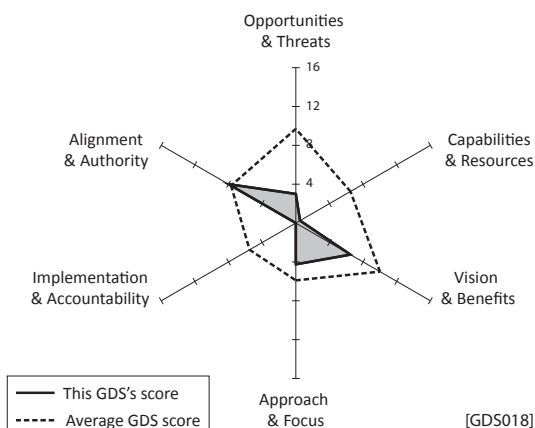 Opportunities
& Threats
16
12
8
4
Alignment
& Authority
Capabilities
& Resources
Implementation
& Accountability
Vision
& Benefits
Approach
& Focus
This GDS's score
Average GDS score
[GDS018]